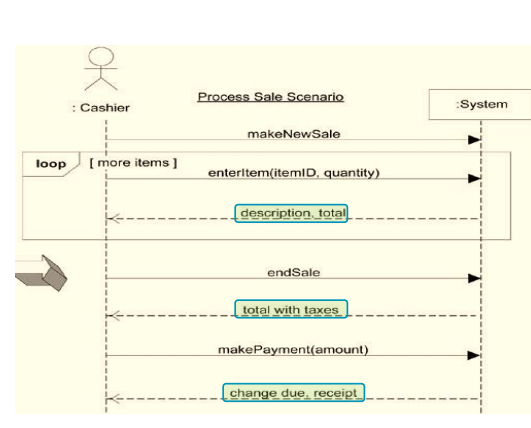 Process Sale Scenario
: Cashier
:System
makeNewSale
loop
[ more items ]
enterItem(itemID, quantity)
description, total
endSale
total with taxes
makePayment(amount)
change due, receipt